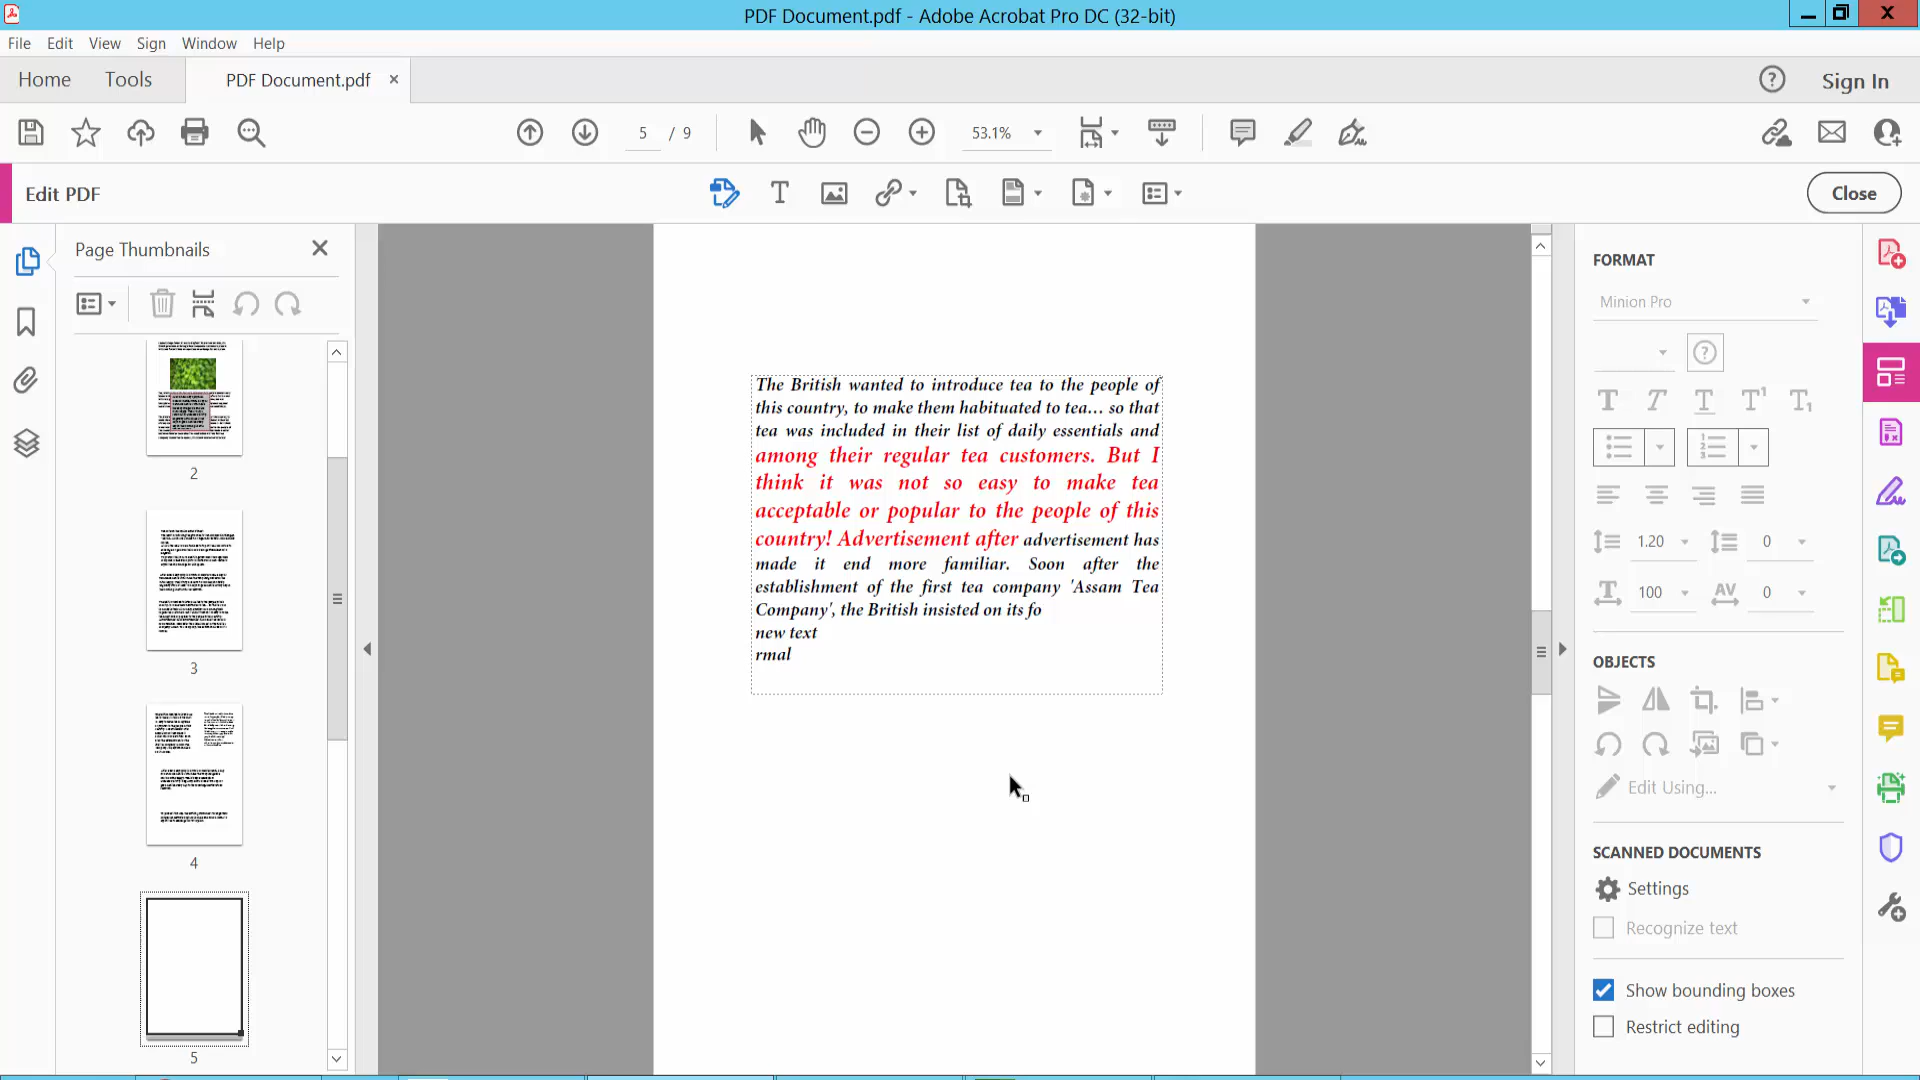 PDF Document.pdf - Adobe Acrobat Pro DC (32-bit)
File Edit View Sign Window Help
Home Tools PDF Document.pdf × Sign In
5 / 9 53.1%
Edit PDF Close
Page Thumbnails
2
3
4
5
The British wanted to introduce tea to the people of
this country, to make them habituated to tea... so that
tea was included in their list of daily essentials and
among their regular tea customers. But I
think it was not so easy to make tea
acceptable or popular to the people of this
country! Advertisement after advertisement has
made it end more familiar. Soon after the
establishment of the first tea company 'Assam Tea
Company', the British insisted on its fo
new text
rmal
FORMAT
Minion Pro
1.20 0
100 0
OBJECTS
Edit Using...
SCANNED DOCUMENTS
Settings
Recognize text
Show bounding boxes
Restrict editing